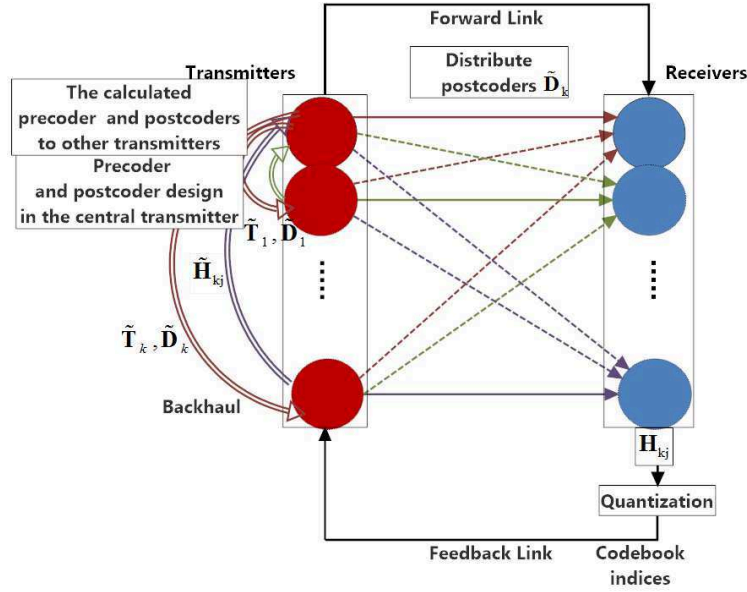 Forward Link
Transmitters
Distribute
postcoders D̃ₖ
Receivers
The calculated
precoder and postcoders
to other transmitters
Precoder
and postcoder design
in the central transmitter
T̃₁ , D̃₁
H̃ₖⱼ
T̃ₖ , D̃ₖ
Backhaul
Hₖⱼ
Quantization
Feedback Link
Codebook
indices